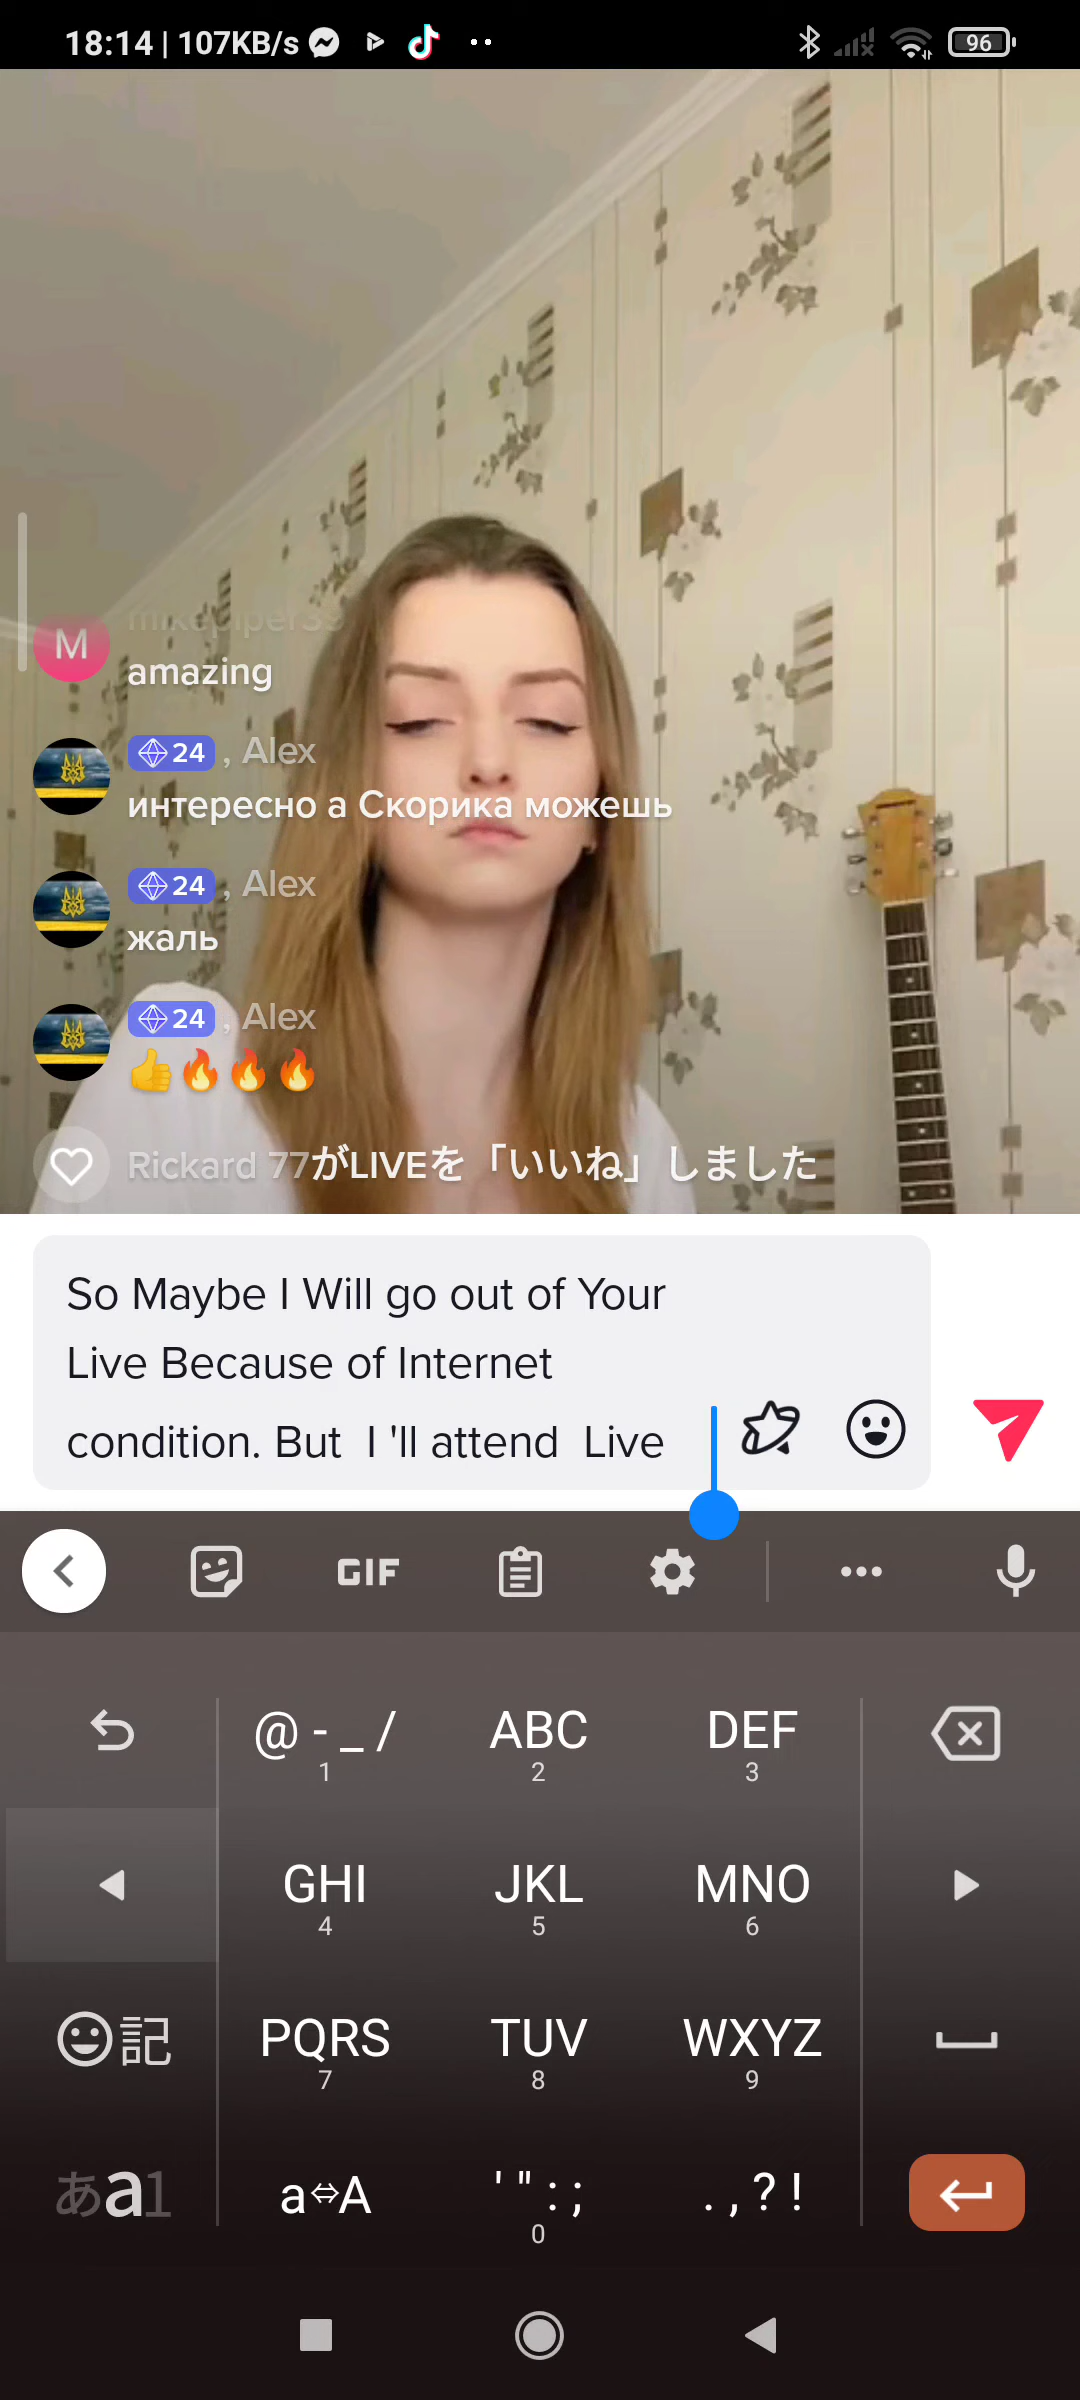 18:14 | 107KB/s
96
M mikepiper39
amazing
24 , Alex
интересно а Скорика можешь
24 , Alex
жаль
24 , Alex
👍🔥🔥🔥
Rickard 77がLIVEを「いいね」しました
So Maybe I Will go out of Your
Live Because of Internet
condition. But I 'll attend Live
GIF
@ - _ / ABC DEF
1 2 3
GHI JKL MNO
4 5 6
記 PQRS TUV WXYZ
7 8 9
あa1 a⇔A ' " : ; . , ? !
0